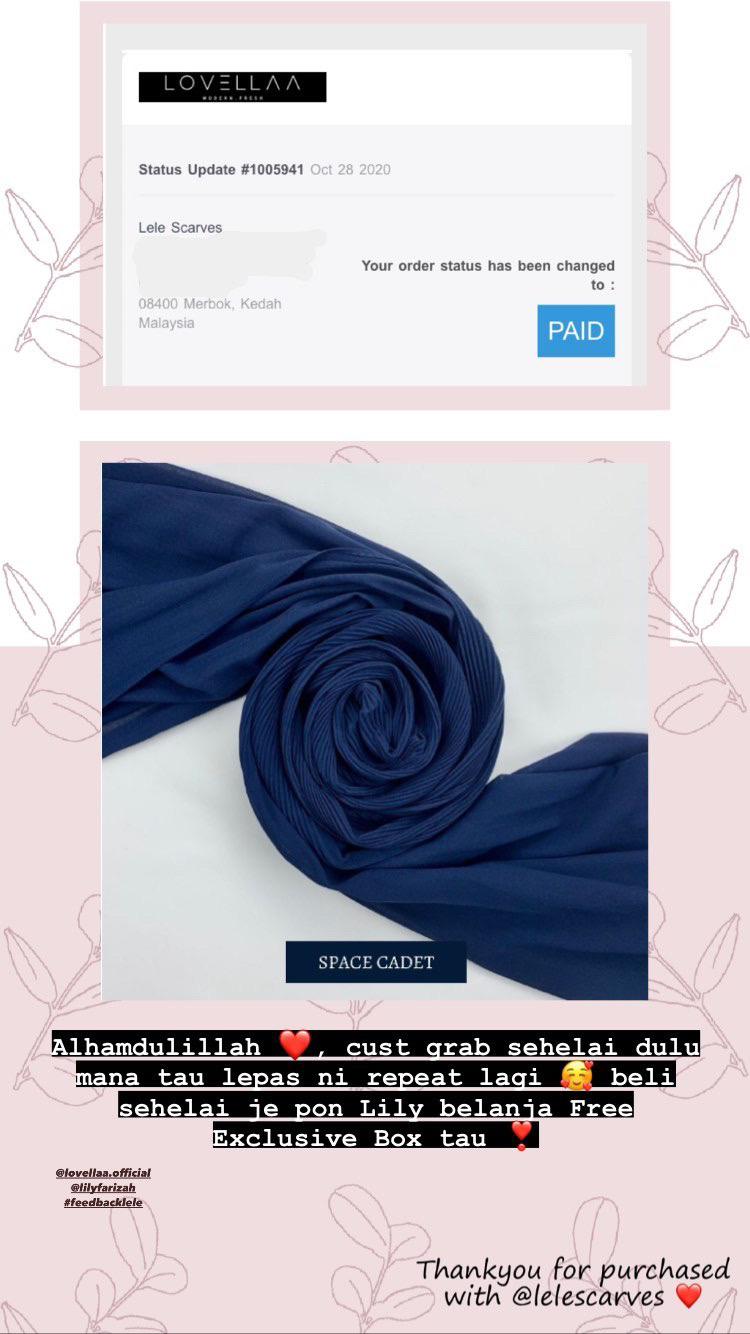 LOVELLAA
MODERN.FRESH
Status Update #1005941 Oct 28 2020
Lele Scarves
Your order status has been changed
to :
08400 Merbok, Kedah
Malaysia
PAID
SPACE CADET
Alhamdulillah ❤️, cust grab sehelai dulu
mana tau lepas ni repeat lagi 🥰 beli
sehelai je pon Lily belanja Free
Exclusive Box tau ❣️
@lovellaa.official
@lilyfarizah
#feedbacklele
Thankyou for purchased
with @lelescarves ❤️